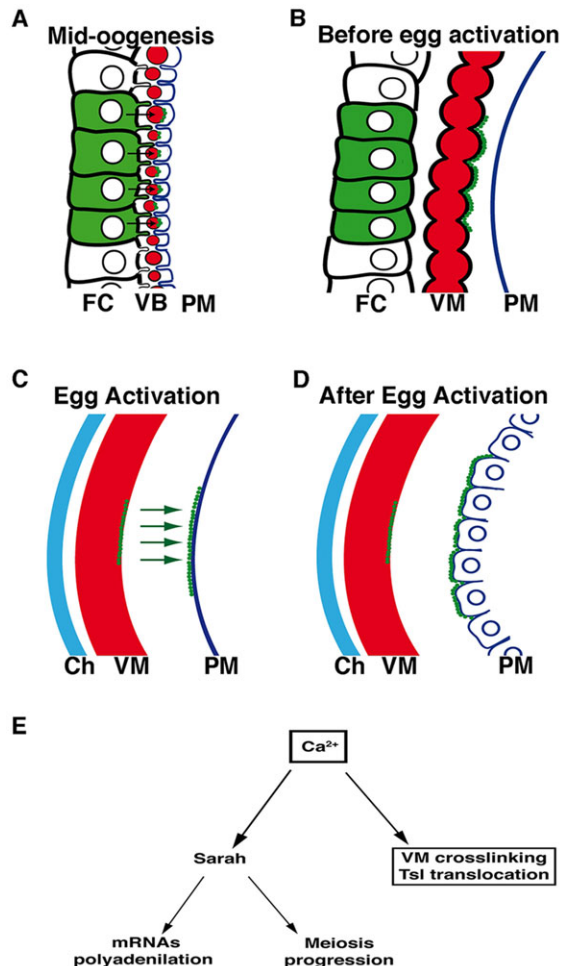 A
Mid-oogenesis
FC VB PM
B
Before egg activation
FC VM PM
C
Egg Activation
Ch VM PM
D
After Egg Activation
Ch VM PM
E
Ca²⁺
Sarah
VM crosslinking
Tsl translocation
mRNAs
polyadenilation
Meiosis
progression